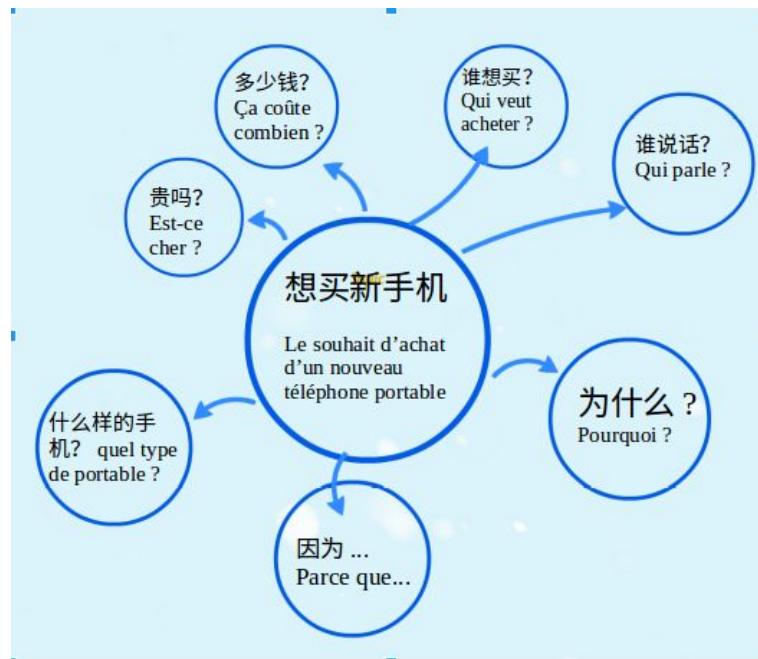 多少钱？
Ça coûte
combien ?
谁想买？
Qui veut
acheter ?
谁说话？
Qui parle ?
贵吗？
Est-ce
cher ?
想买新手机
Le souhait d’achat
d’un nouveau
téléphone portable
为什么 ?
Pourquoi ?
什么样的手
机？ quel type
de portable ?
因为 ...
Parce que...